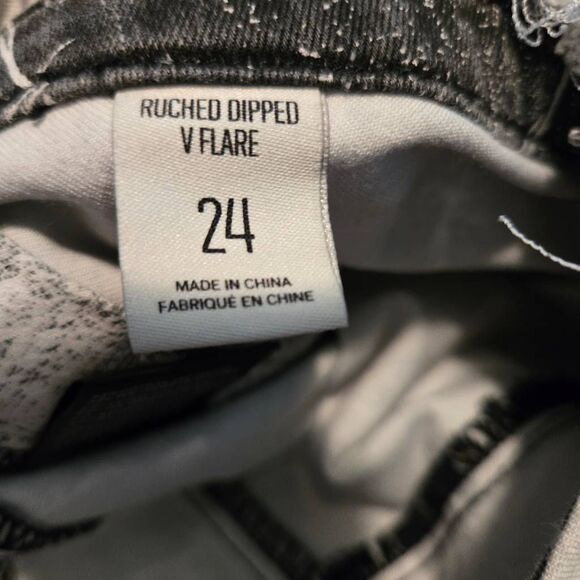 RUCHED DIPPED
V FLARE
24
MADE IN CHINA
FABRIQUÉ EN CHINE